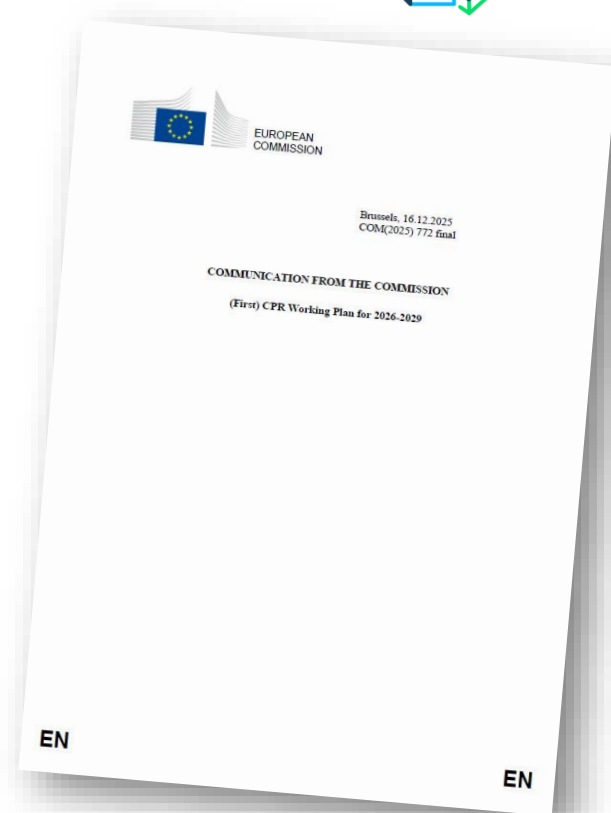 EUROPEAN
COMMISSION
Brussels, 16.12.2025
COM(2025) 772 final
COMMUNICATION FROM THE COMMISSION
(First) CPR Working Plan for 2026-2029
EN
EN